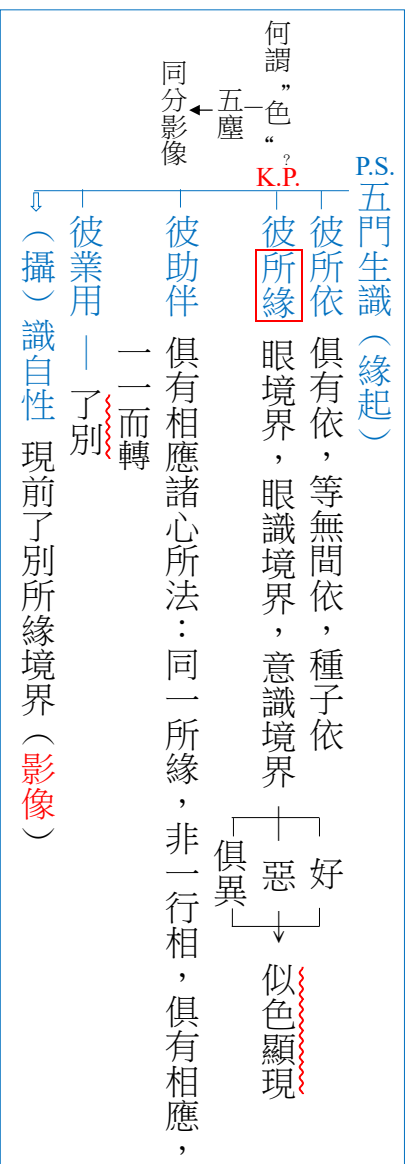 P.S.
五門生識（緣起）
彼所依 俱有依，等無間依，種子依
K.P.
彼所緣 眼境界，眼識境界，意識境界
好
惡
俱異
似色顯現
何謂”色“？
五塵
同分影像
彼助伴 俱有相應諸心所法：同一所緣，非一行相，俱有相應，
一一而轉
彼業用—了別
（攝）識自性 現前了別所緣境界（影像）